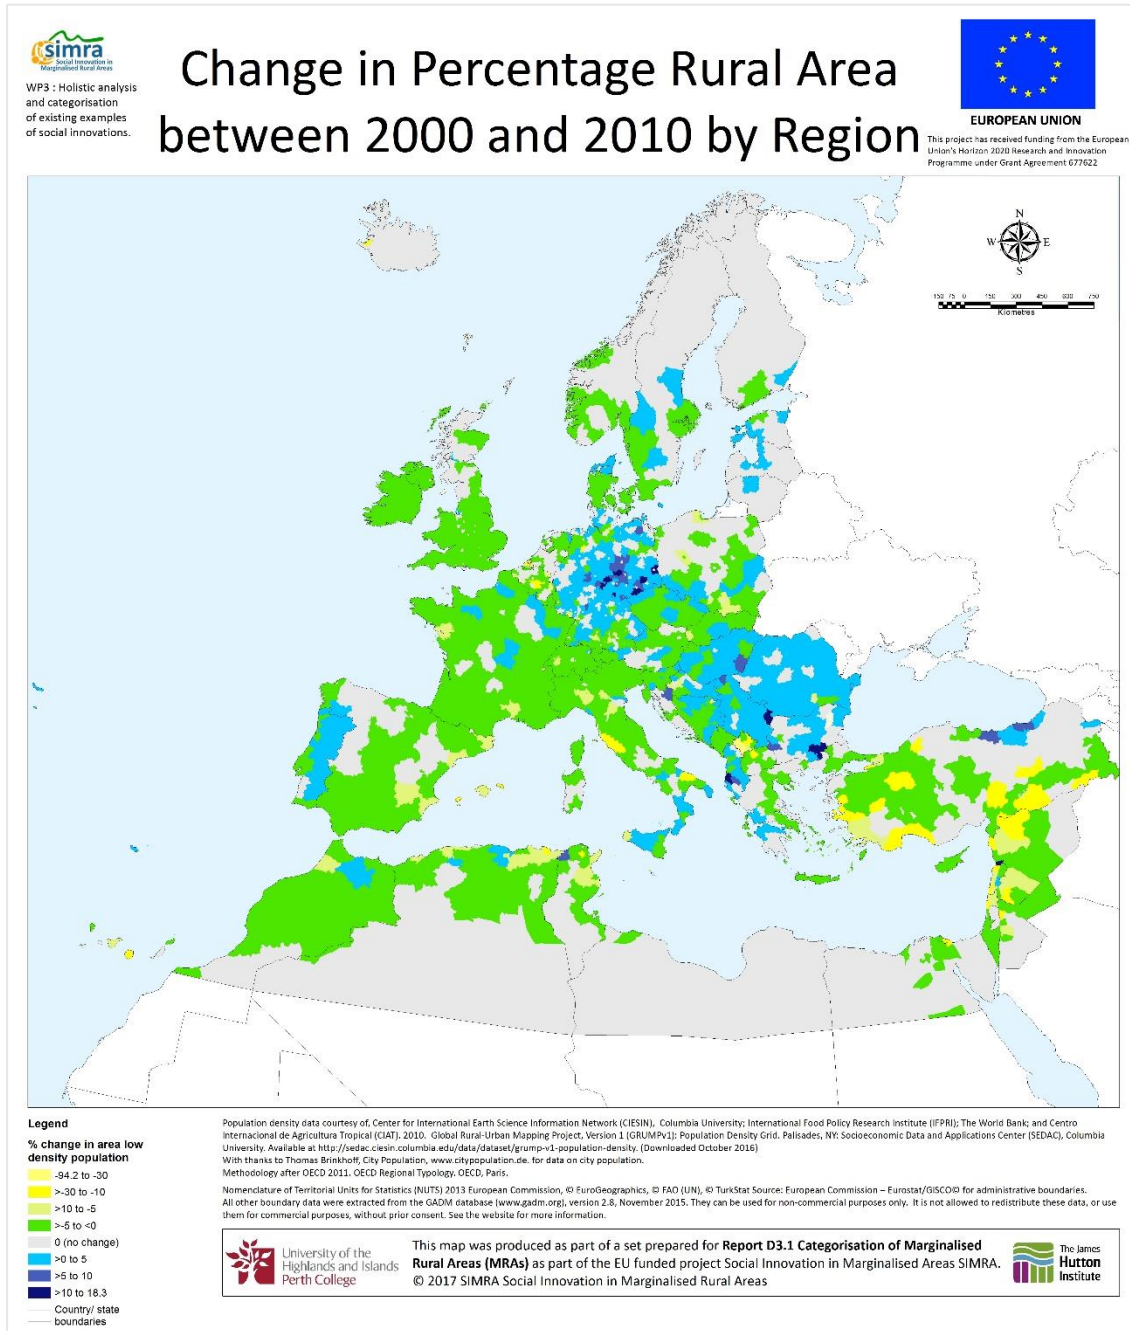 simra
Social Innovation in
Marginalised Rural Areas
WP3 : Holistic analysis
and categorisation
of existing examples
of social innovations.
Change in Percentage Rural Area
between 2000 and 2010 by Region
EUROPEAN UNION
This project has received funding from the European
Union's Horizon 2020 Research and Innovation
Programme under Grant Agreement 677622
N
W E
S
150 75 0 150 300 450 600 750
Kilometres
Legend
% change in area low
density population
-94.2 to -30
>-30 to -10
>10 to -5
>-5 to <0
0 (no change)
>0 to 5
>5 to 10
>10 to 18.3
Country/ state
boundaries
Population density data courtesy of, Center for International Earth Science Information Network (CIESIN), Columbia University; International Food Policy Research Institute (IFPRI); The World Bank; and Centro
Internacional de Agricultura Tropical (CIAT). 2010. Global Rural-Urban Mapping Project, Version 1 (GRUMPv1): Population Density Grid. Palisades, NY: Socioeconomic Data and Applications Center (SEDAC), Columbia
University. Available at http://sedac.ciesin.columbia.edu/data/dataset/grump-v1-population-density. (Downloaded October 2016)
With thanks to Thomas Brinkhoff, City Population, www.citypopulation.de. for data on city population.
Methodology after OECD 2011. OECD Regional Typology. OECD, Paris.
Nomenclature of Territorial Units for Statistics (NUTS) 2013 European Commission, © EuroGeographics, © FAO (UN), © TurkStat Source: European Commission – Eurostat/GISCO© for administrative boundaries.
All other boundary data were extracted from the GADM database (www.gadm.org), version 2.8, November 2015. They can be used for non-commercial purposes only. It is not allowed to redistribute these data, or use
them for commercial purposes, without prior consent. See the website for more information.
University of the
Highlands and Islands
Perth College
This map was produced as part of a set prepared for Report D3.1 Categorisation of Marginalised
Rural Areas (MRAs) as part of the EU funded project Social Innovation in Marginalised Areas SIMRA.
© 2017 SIMRA Social Innovation in Marginalised Rural Areas
The James
Hutton
Institute